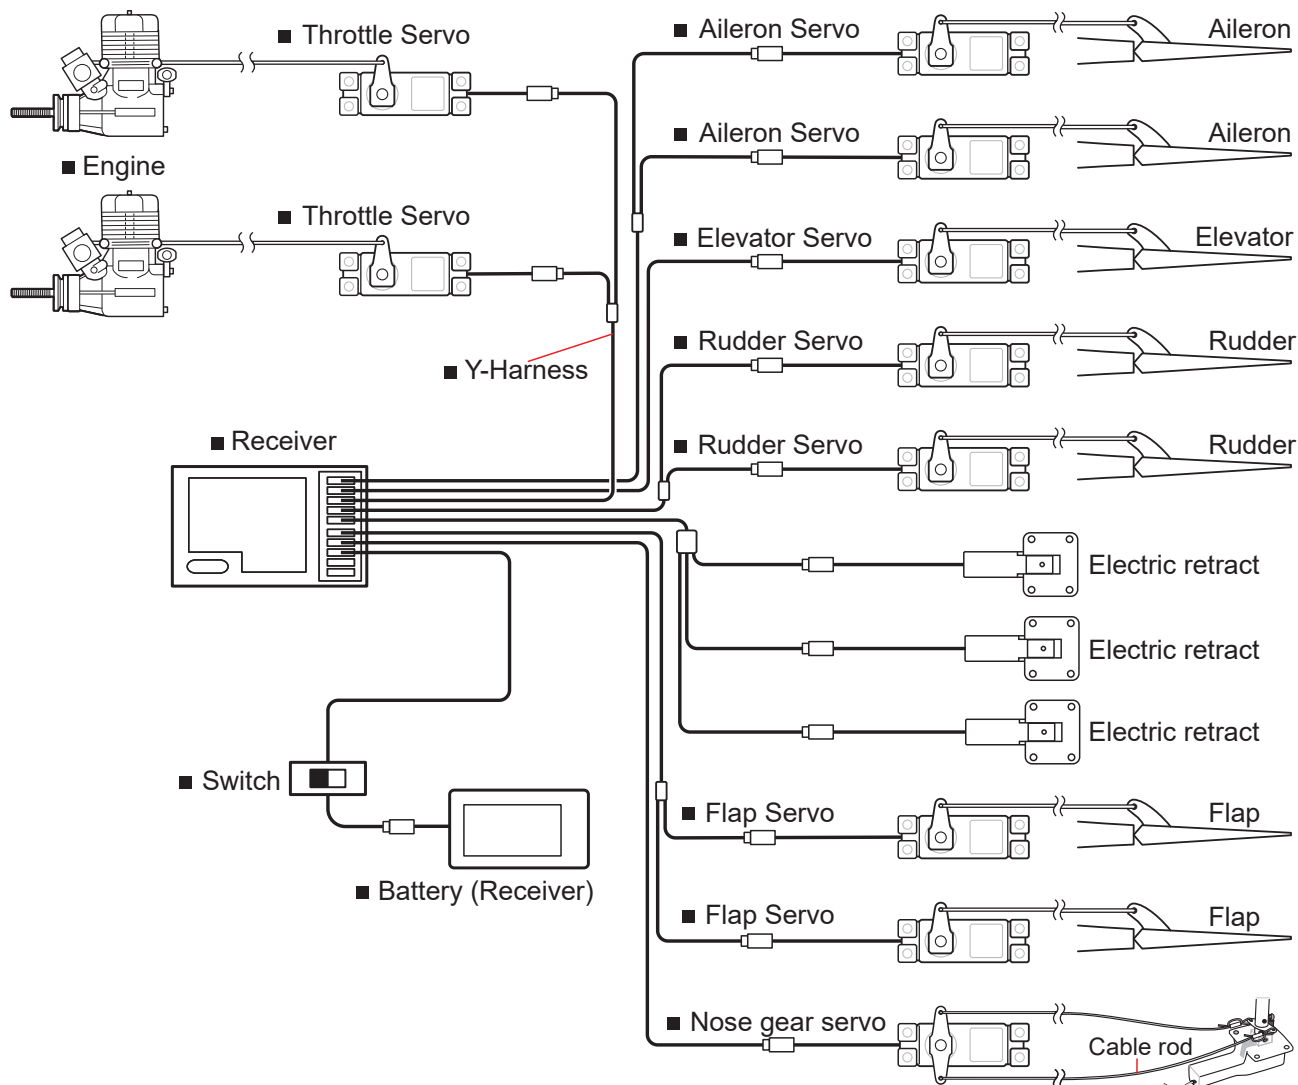 ■ Throttle Servo
■ Engine
■ Throttle Servo
■ Y-Harness
■ Receiver
■ Switch
■ Battery (Receiver)
■ Aileron Servo
Aileron
■ Aileron Servo
Aileron
■ Elevator Servo
Elevator
■ Rudder Servo
Rudder
■ Rudder Servo
Rudder
Electric retract
Electric retract
Electric retract
■ Flap Servo
Flap
■ Flap Servo
Flap
■ Nose gear servo
Cable rod